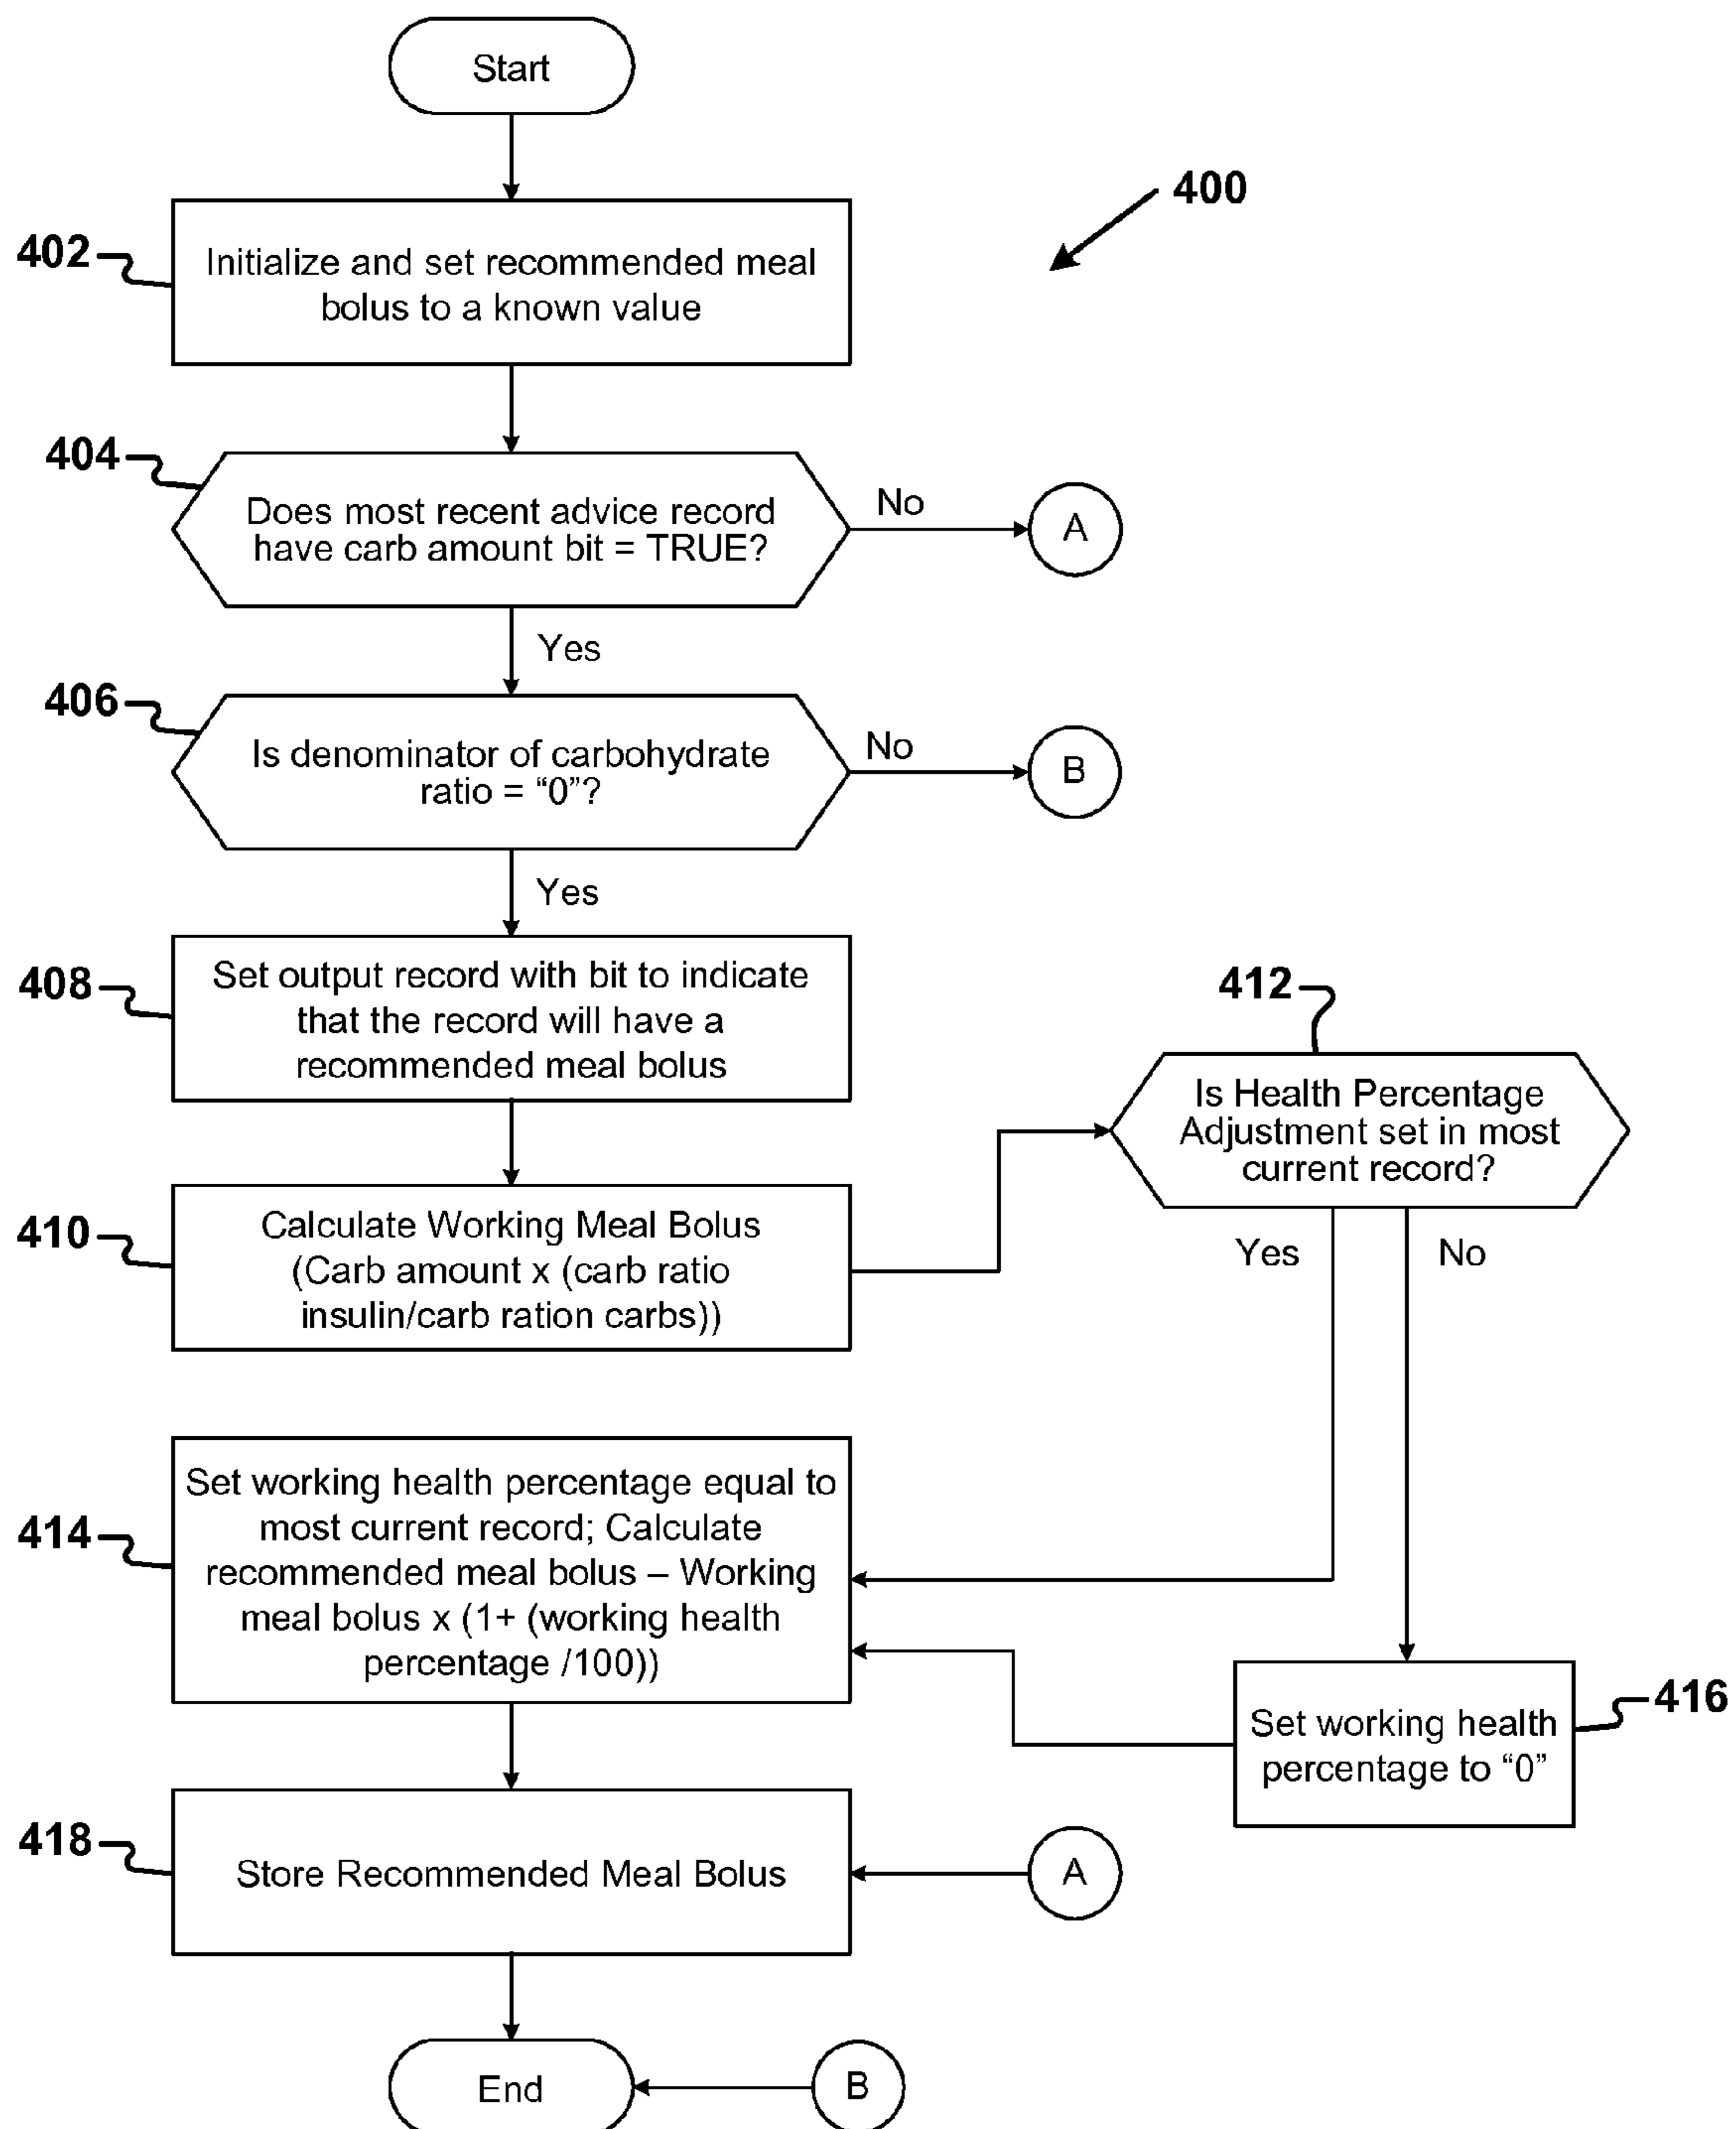 Start
400
402
Initialize and set recommended meal
bolus to a known value
404
Does most recent advice record
have carb amount bit = TRUE?
No
A
Yes
406
Is denominator of carbohydrate
ratio = “0”?
No
B
Yes
408
Set output record with bit to indicate
that the record will have a
recommended meal bolus
412
Is Health Percentage
Adjustment set in most
current record?
410
Calculate Working Meal Bolus
(Carb amount x (carb ratio
insulin/carb ration carbs))
Yes
No
414
Set working health percentage equal to
most current record; Calculate
recommended meal bolus – Working
meal bolus x (1+ (working health
percentage /100))
416
Set working health
percentage to “0”
418
Store Recommended Meal Bolus
A
End
B